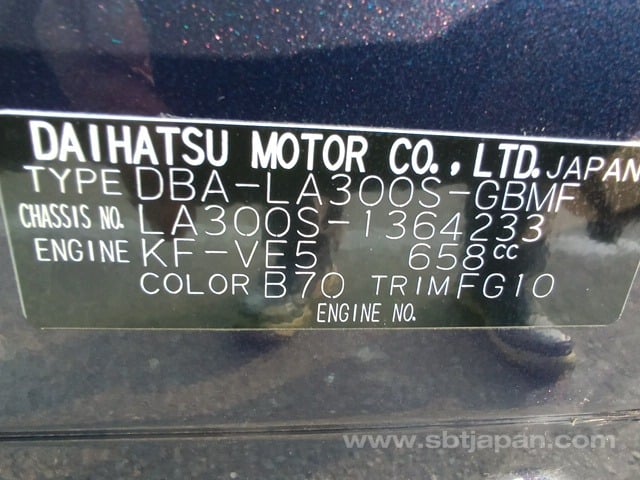 DAIHATSU MOTOR CO., LTD. JAPAN
TYPE DBA-LA300S-GBMF
CHASSIS NO. LA300S-1364233
ENGINE KF-VE5 658cc
COLOR B70 TRIM FG10
ENGINE NO.
www.sbtjapan.com